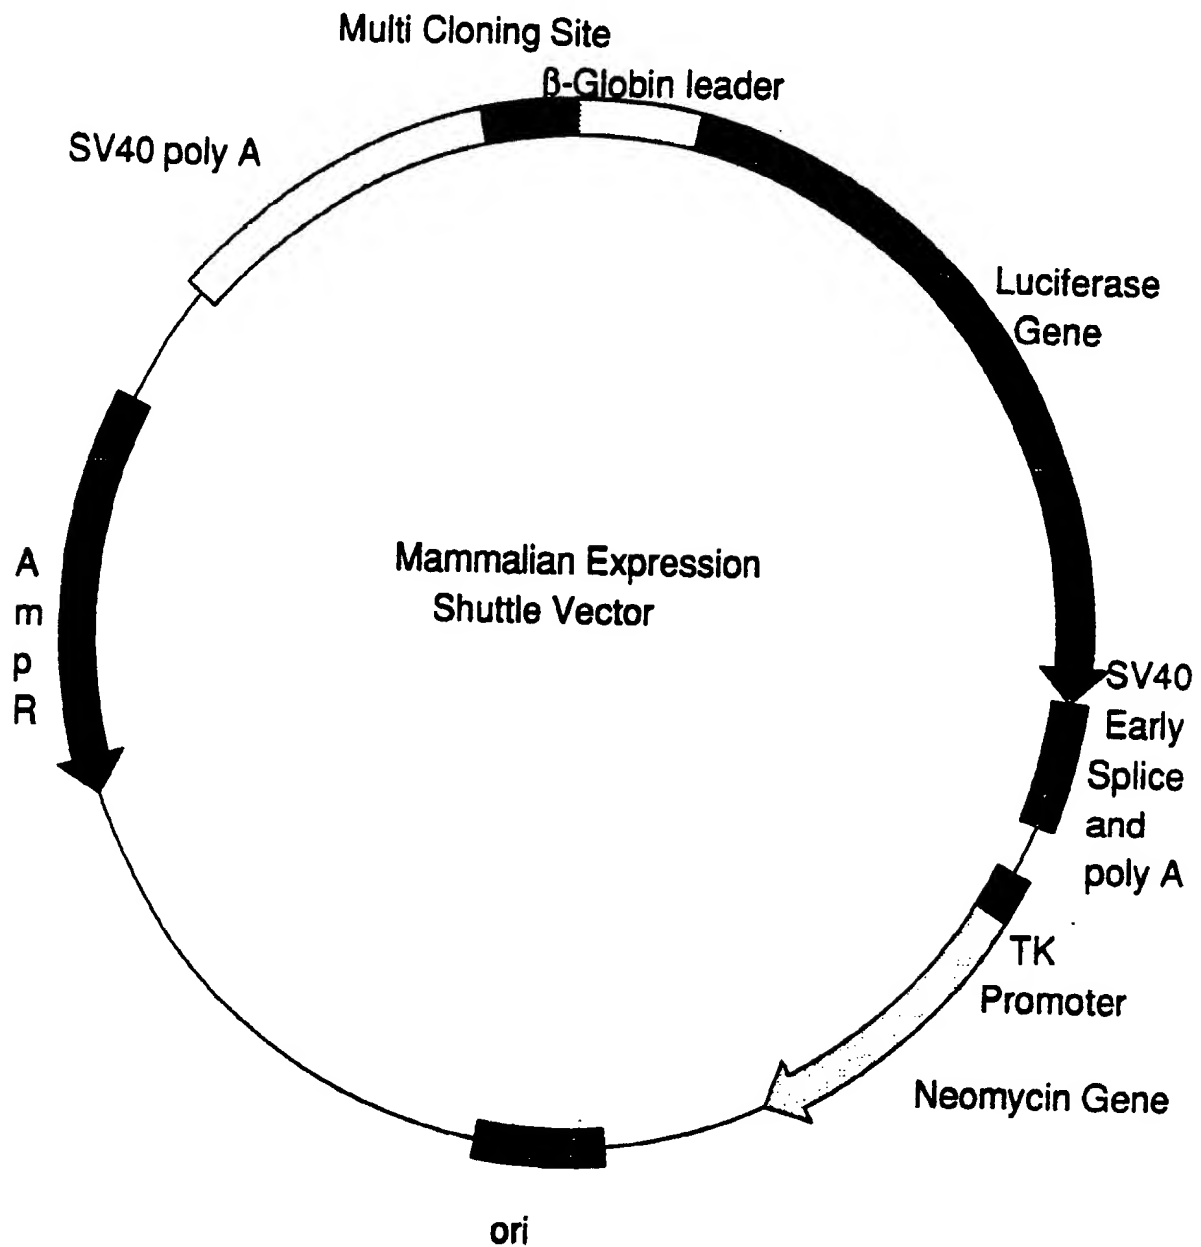 Multi Cloning Site
β-Globin leader
SV40 poly A
Luciferase
Gene
Mammalian Expression
Shuttle Vector
A
m
p
R
SV40
Early
Splice
and
poly A
TK
Promoter
Neomycin Gene
ori